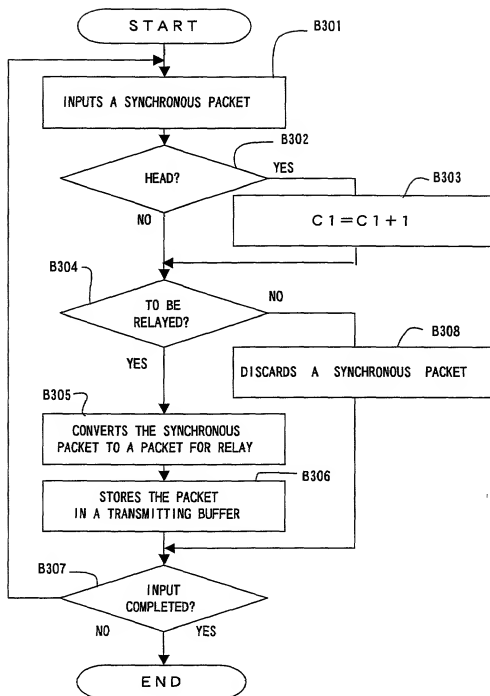 START
B301
INPUTS A SYNCHRONOUS PACKET
B302
HEAD?
YES
B303
NO
C1=C1+1
B304
TO BE
RELAYED?
NO
YES
B308
DISCARDS A SYNCHRONOUS PACKET
B305
CONVERTS THE SYNCHRONOUS
PACKET TO A PACKET FOR RELAY
B306
STORES THE PACKET
IN A TRANSMITTING BUFFER
B307
INPUT
COMPLETED?
NO
YES
END